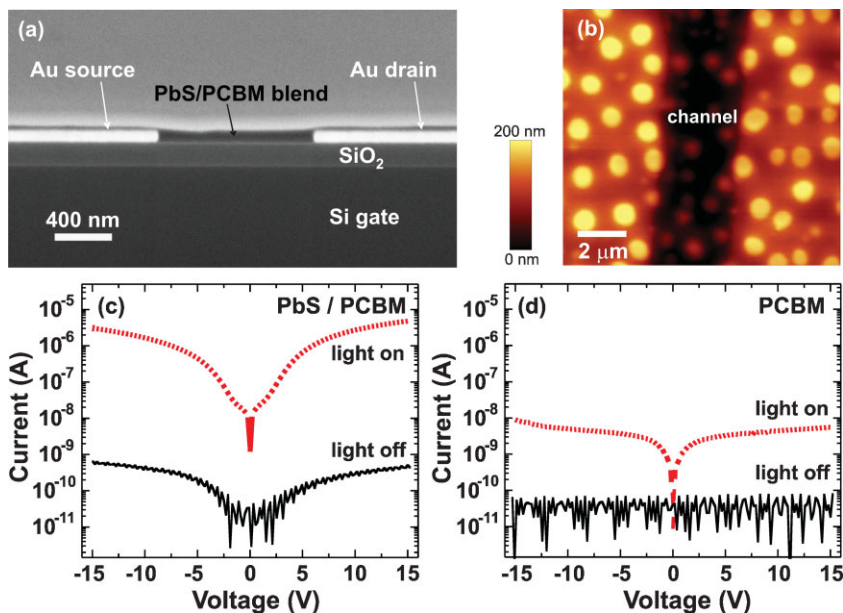 (a)
Au source
Au drain
PbS/PCBM blend
SiO₂
400 nm
Si gate
(b)
channel
200 nm
0 nm
2 μm
(c)
PbS / PCBM
10⁻⁵
10⁻⁶
10⁻⁷
10⁻⁸
10⁻⁹
10⁻¹⁰
10⁻¹¹
Current (A)
light on
light off
-15 -10 -5 0 5 10 15
Voltage (V)
(d)
PCBM
10⁻⁵
10⁻⁶
10⁻⁷
10⁻⁸
10⁻⁹
10⁻¹⁰
10⁻¹¹
Current (A)
light on
light off
-15 -10 -5 0 5 10 15
Voltage (V)